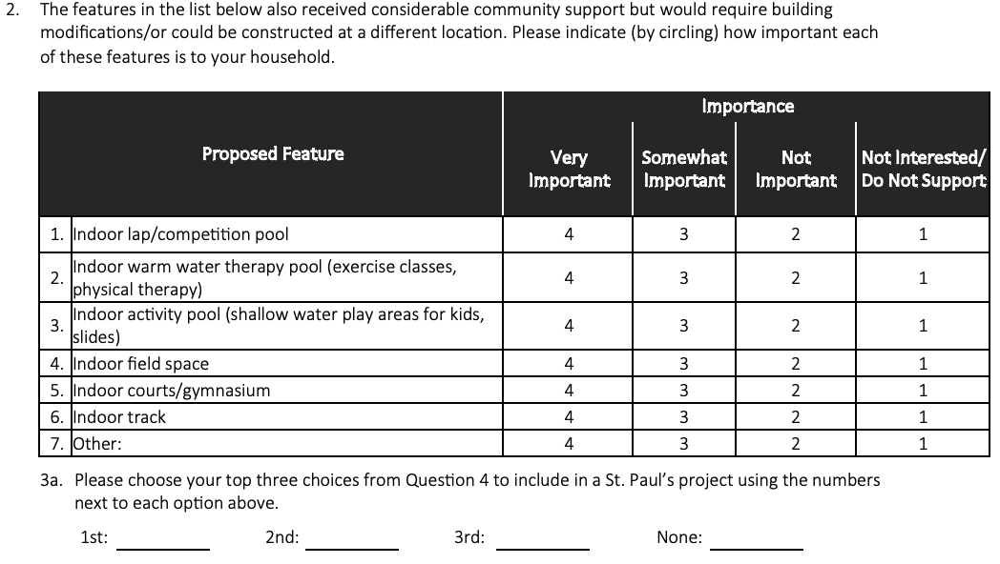 2. The features in the list below also received considerable community support but would require building
modifications/or could be constructed at a different location. Please indicate (by circling) how important each
of these features is to your household.
Importance
Proposed Feature
Very Important
Somewhat Important
Not Important
Not Interested/ Do Not Support
1. Indoor lap/competition pool 4 3 2 1
2. Indoor warm water therapy pool (exercise classes,
physical therapy) 4 3 2 1
3. Indoor activity pool (shallow water play areas for kids,
slides) 4 3 2 1
4. Indoor field space 4 3 2 1
5. Indoor courts/gymnasium 4 3 2 1
6. Indoor track 4 3 2 1
7. Other: 4 3 2 1
3a. Please choose your top three choices from Question 4 to include in a St. Paul’s project using the numbers
next to each option above.
1st: 2nd: 3rd: None: